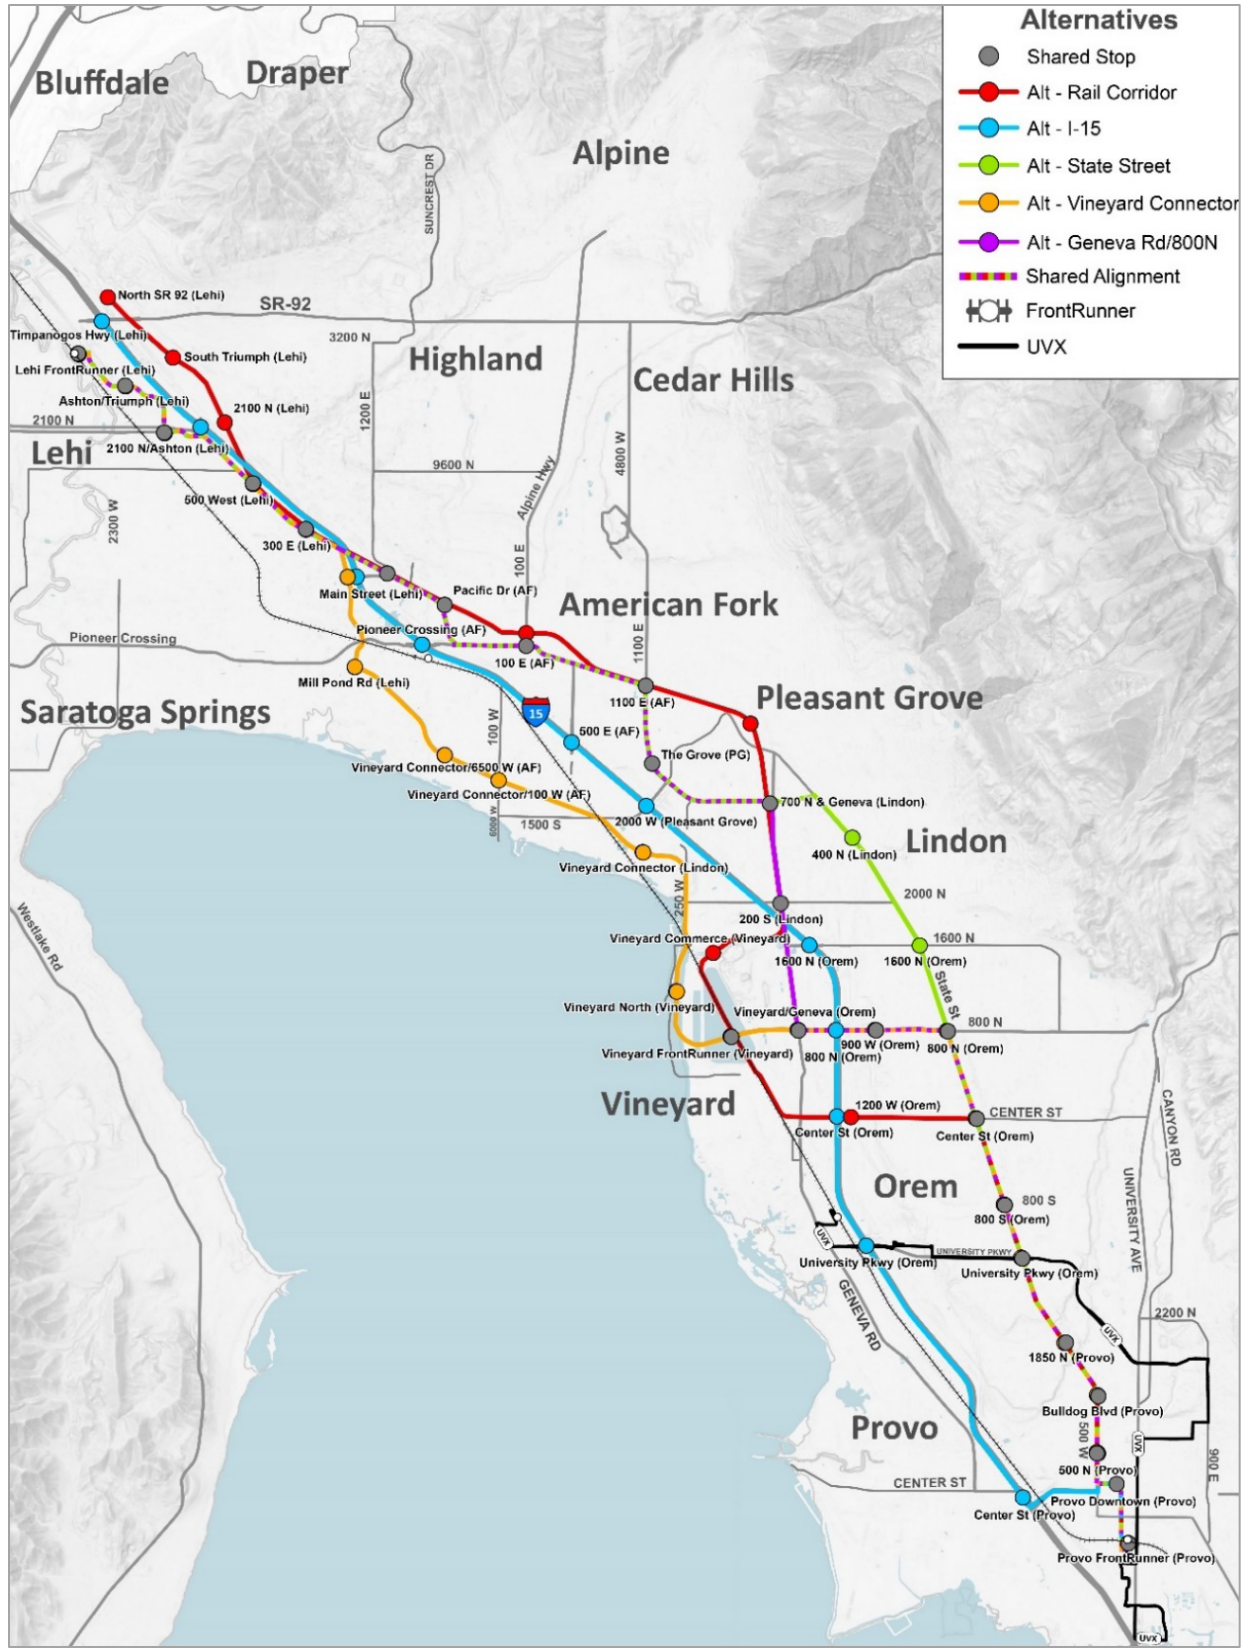 Alternatives
Shared Stop
Alt - Rail Corridor
Alt - I-15
Alt - State Street
Alt - Vineyard Connector
Alt - Geneva Rd/800N
Shared Alignment
FrontRunner
UVX
Bluffdale
Draper
Alpine
SUNCREST DR
North SR 92 (Lehi)
SR-92
Timpanogos Hwy (Lehi)
3200 N
South Triumph (Lehi)
Highland
Lehi FrontRunner (Lehi)
Cedar Hills
Ashton/Triumph (Lehi)
2100 N (Lehi)
1200 E
2100 N
2100 N/Ashton (Lehi)
Lehi
4800 W
9600 N
Alpine Hwy
500 West (Lehi)
2300 W
300 E (Lehi)
100 E
Main Street (Lehi)
Pacific Dr (AF)
American Fork
Pioneer Crossing
Pioneer Crossing (AF)
1100 E
100 E (AF)
Mill Pond Rd (Lehi)
1100 E (AF)
Pleasant Grove
Saratoga Springs
15
100 W
500 E (AF)
The Grove (PG)
Vineyard Connector/6500 W (AF)
Vineyard Connector/100 W (AF)
700 N & Geneva (Lindon)
6000 W
1500 S
2000 W (Pleasant Grove)
Lindon
400 N (Lindon)
Vineyard Connector (Lindon)
250 W
2000 N
200 S (Lindon)
Westlake Rd
Vineyard Commerce (Vineyard)
1600 N
1600 N (Orem)
1600 N (Orem)
State St
Vineyard North (Vineyard)
Vineyard/Geneva (Orem)
800 N
900 W (Orem)
800 N (Orem)
800 N (Orem)
Vineyard FrontRunner (Vineyard)
Vineyard
1200 W (Orem)
CENTER ST
Center St (Orem)
Center St (Orem)
CANYON RD
Orem
800 S
800 S (Orem)
UNIVERSITY AVE
UVX
UNIVERSITY PKWY
University Pkwy (Orem)
University Pkwy (Orem)
GENEVA RD
2200 N
UVX
1850 N (Provo)
Bulldog Blvd (Provo)
Provo
500 W
UVX
900 E
500 N (Provo)
CENTER ST
Provo Downtown (Provo)
Center St (Provo)
Provo FrontRunner (Provo)
UVX